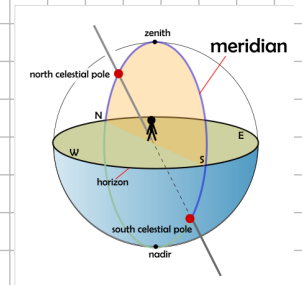 zenith
meridian
north celestial pole
N
E
W
S
horizon
south celestial pole
nadir